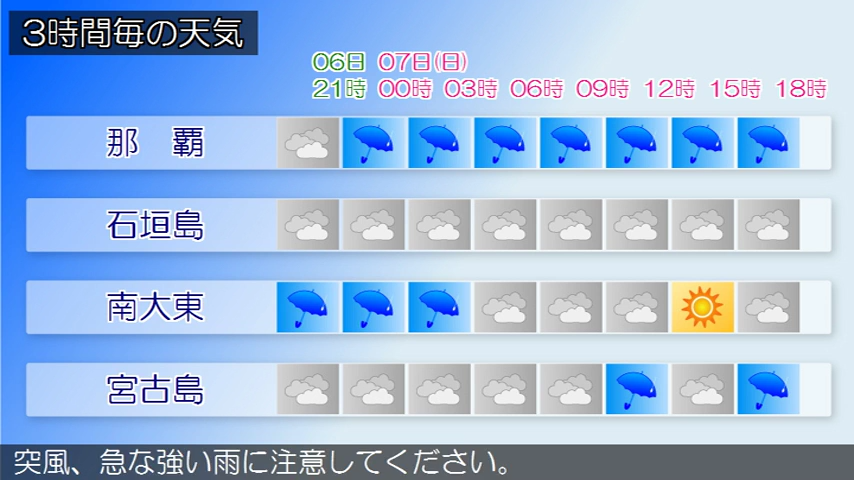 3時間毎の天気
06日 07日(日)
21時 00時 03時 06時 09時 12時 15時 18時
那　覇
石垣島
南大東
宮古島
突風、急な強い雨に注意してください。